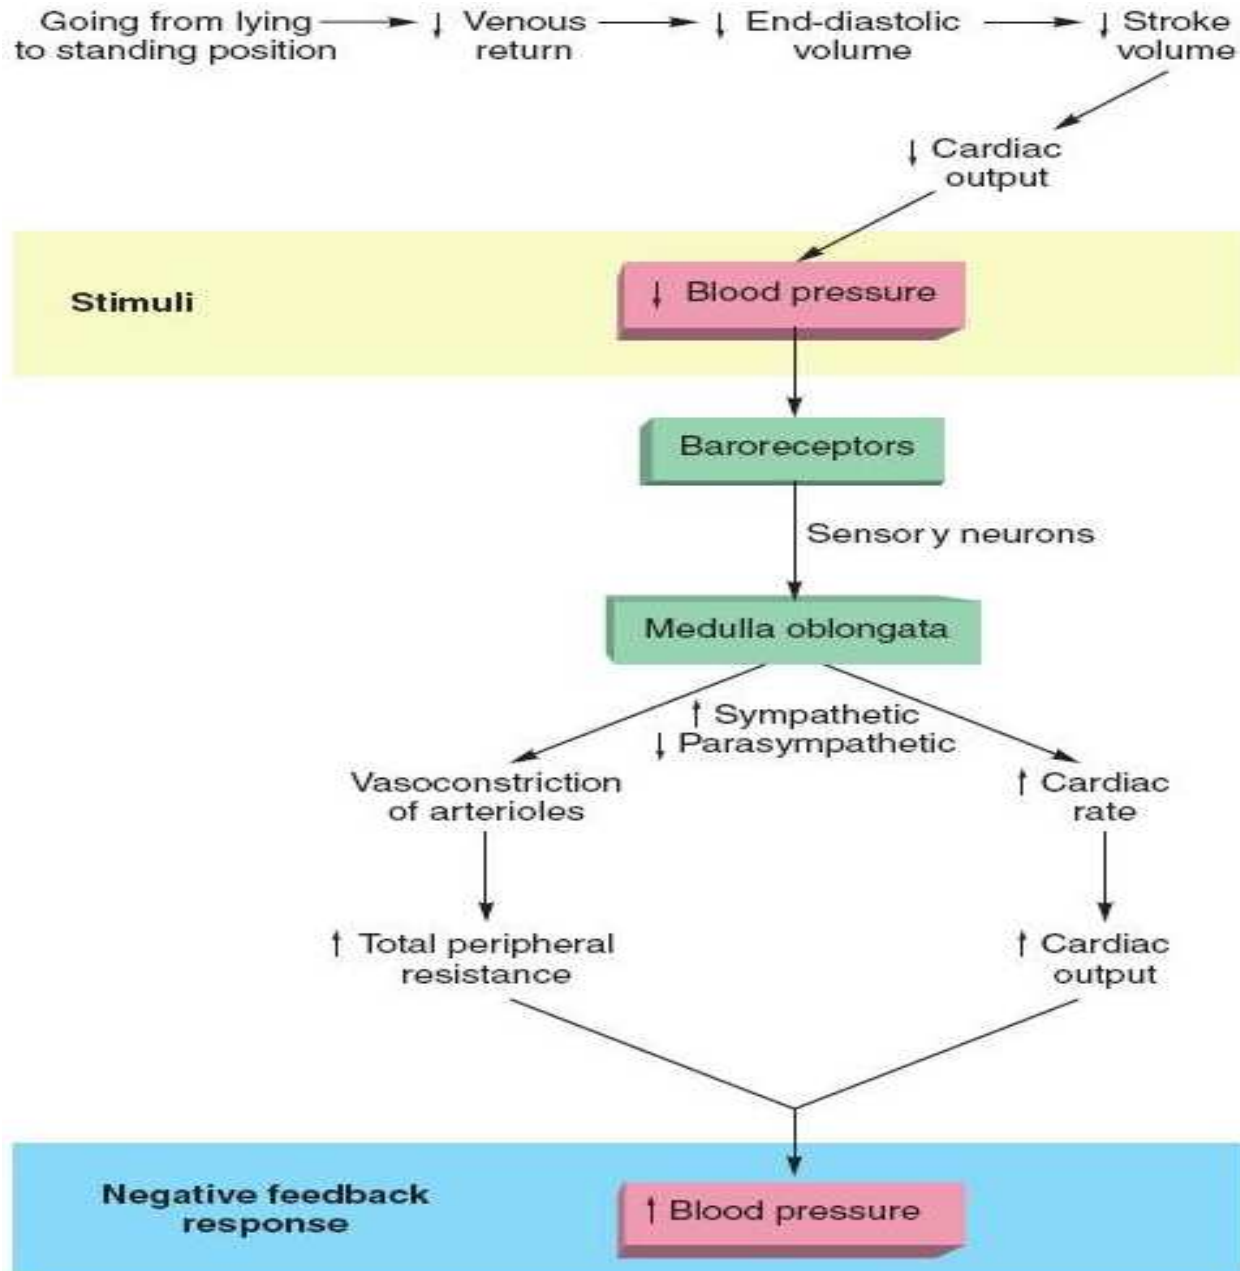 Going from lying
to standing position
↓ Venous
return
↓ End-diastolic
volume
↓ Stroke
volume
↓ Cardiac
output
Stimuli
↓ Blood pressure
Baroreceptors
Sensory neurons
Medulla oblongata
↑ Sympathetic
↓ Parasympathetic
Vasoconstriction
of arterioles
↑ Cardiac
rate
↑ Total peripheral
resistance
↑ Cardiac
output
Negative feedback
response
↑ Blood pressure